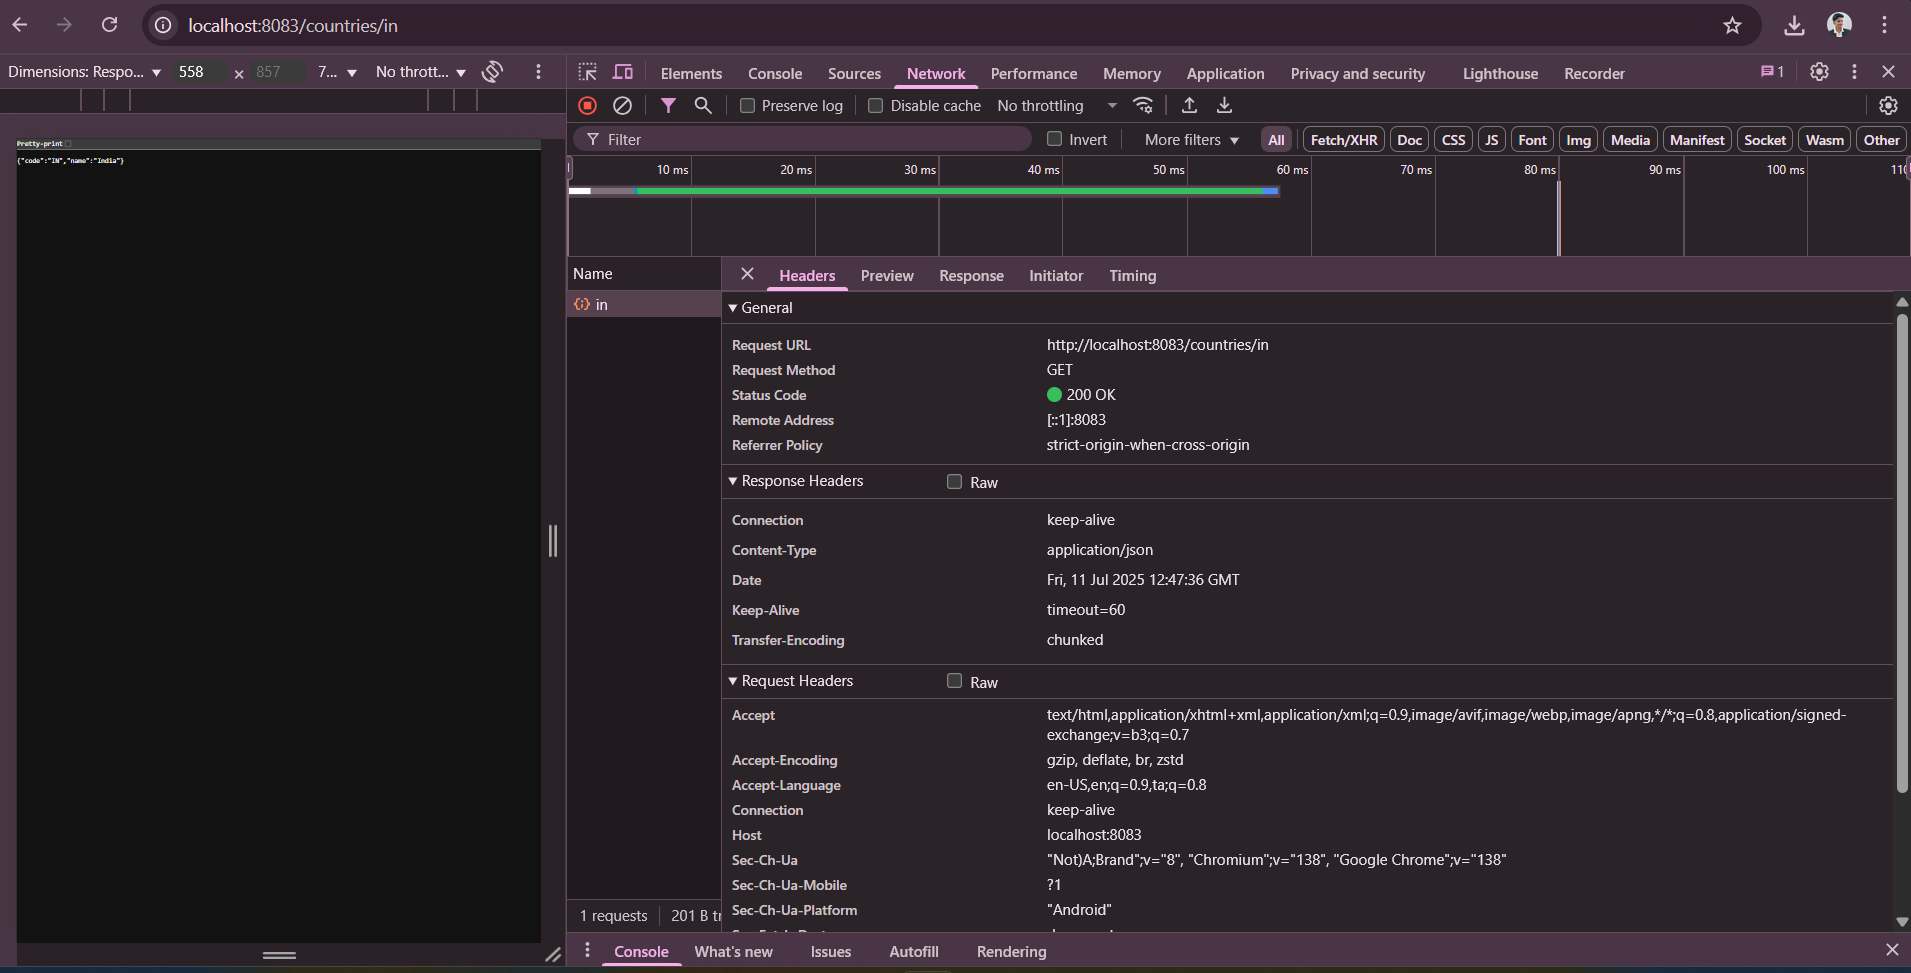 localhost:8083/countries/in
Dimensions: Respo... 558 × 857 7... No thrott...
Elements Console Sources Network Performance Memory Application Privacy and security Lighthouse Recorder 1
Preserve log Disable cache No throttling
Filter Invert More filters All Fetch/XHR Doc CSS JS Font Img Media Manifest Socket Wasm Other
Pretty-print
{"code":"IN","name":"India"}
10 ms 20 ms 30 ms 40 ms 50 ms 60 ms 70 ms 80 ms 90 ms 100 ms 110
Name
in
Headers Preview Response Initiator Timing
General
Request URL http://localhost:8083/countries/in
Request Method GET
Status Code 200 OK
Remote Address [::1]:8083
Referrer Policy strict-origin-when-cross-origin
Response Headers Raw
Connection keep-alive
Content-Type application/json
Date Fri, 11 Jul 2025 12:47:36 GMT
Keep-Alive timeout=60
Transfer-Encoding chunked
Request Headers Raw
Accept text/html,application/xhtml+xml,application/xml;q=0.9,image/avif,image/webp,image/apng,*/*;q=0.8,application/signed-
exchange;v=b3;q=0.7
Accept-Encoding gzip, deflate, br, zstd
Accept-Language en-US,en;q=0.9,ta;q=0.8
Connection keep-alive
Host localhost:8083
Sec-Ch-Ua "Not)A;Brand";v="8", "Chromium";v="138", "Google Chrome";v="138"
Sec-Ch-Ua-Mobile ?1
Sec-Ch-Ua-Platform "Android"
1 requests 201 B tr
Console What's new Issues Autofill Rendering